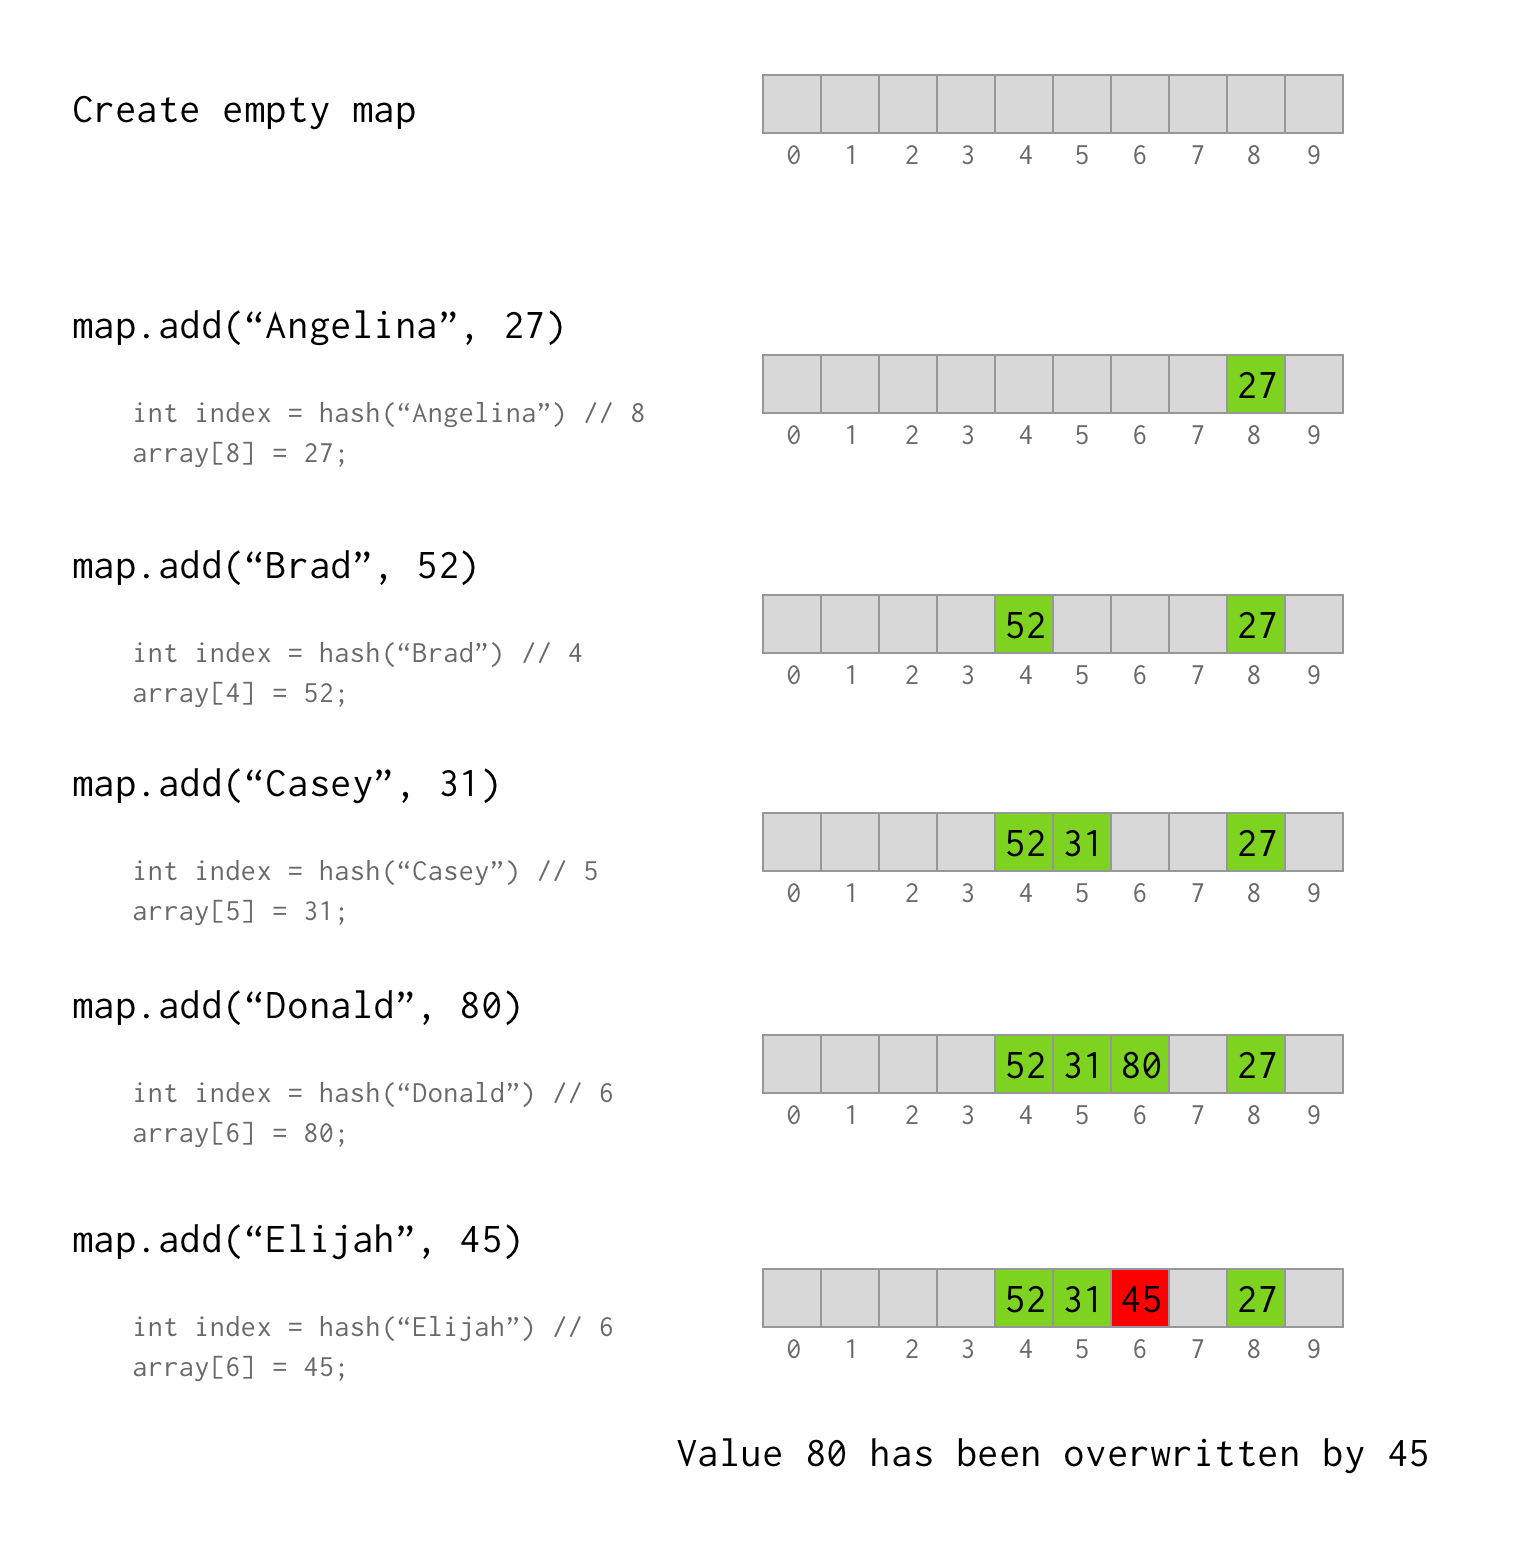 Create empty map
0 1 2 3 4 5 6 7 8 9
map.add(“Angelina”, 27)
27
int index = hash(“Angelina”) // 8
0 1 2 3 4 5 6 7 8 9
array[8] = 27;
map.add(“Brad”, 52)
52 27
int index = hash(“Brad”) // 4
0 1 2 3 4 5 6 7 8 9
array[4] = 52;
map.add(“Casey”, 31)
52 31 27
int index = hash(“Casey”) // 5
0 1 2 3 4 5 6 7 8 9
array[5] = 31;
map.add(“Donald”, 80)
52 31 80 27
int index = hash(“Donald”) // 6
0 1 2 3 4 5 6 7 8 9
array[6] = 80;
map.add(“Elijah”, 45)
52 31 45 27
int index = hash(“Elijah”) // 6
0 1 2 3 4 5 6 7 8 9
array[6] = 45;
Value 80 has been overwritten by 45